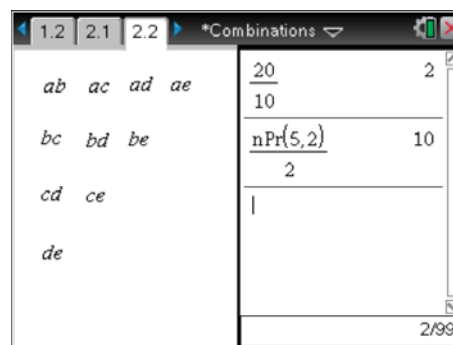 1.2 2.1 2.2 *Combinations
ab ac ad ae
bc bd be
cd ce
de
20
10
2
nPr(5,2)
2
10
2/99